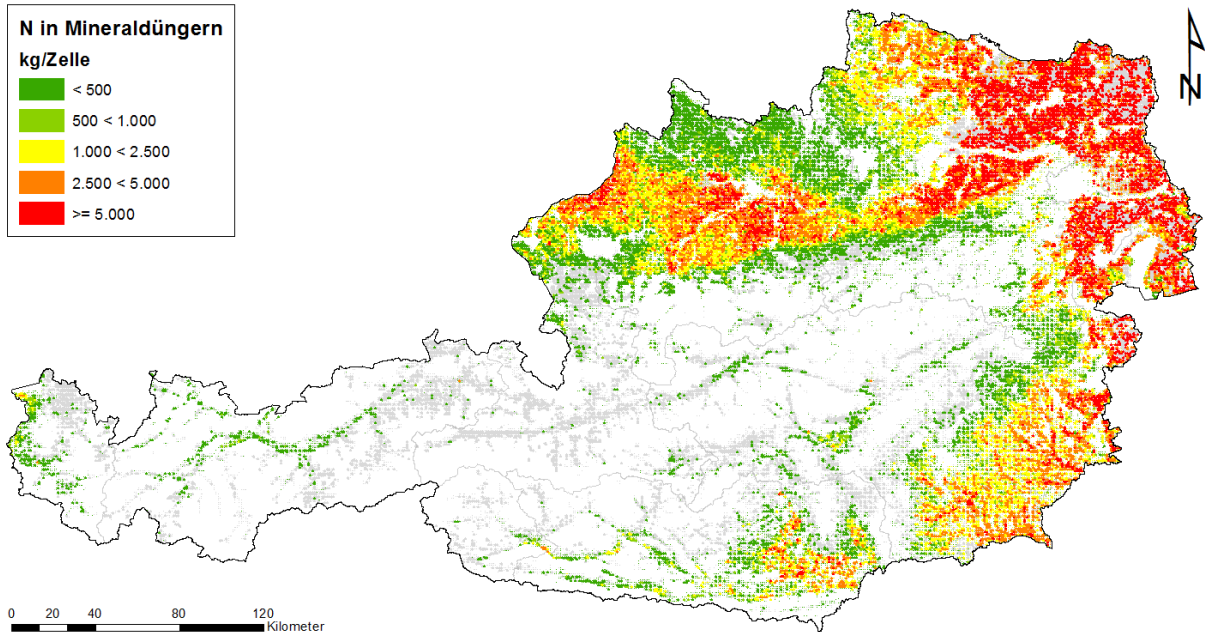 N in Mineraldüngern
kg/Zelle
< 500
500 < 1.000
1.000 < 2.500
2.500 < 5.000
>= 5.000
N
0 20 40 80 120
Kilometer